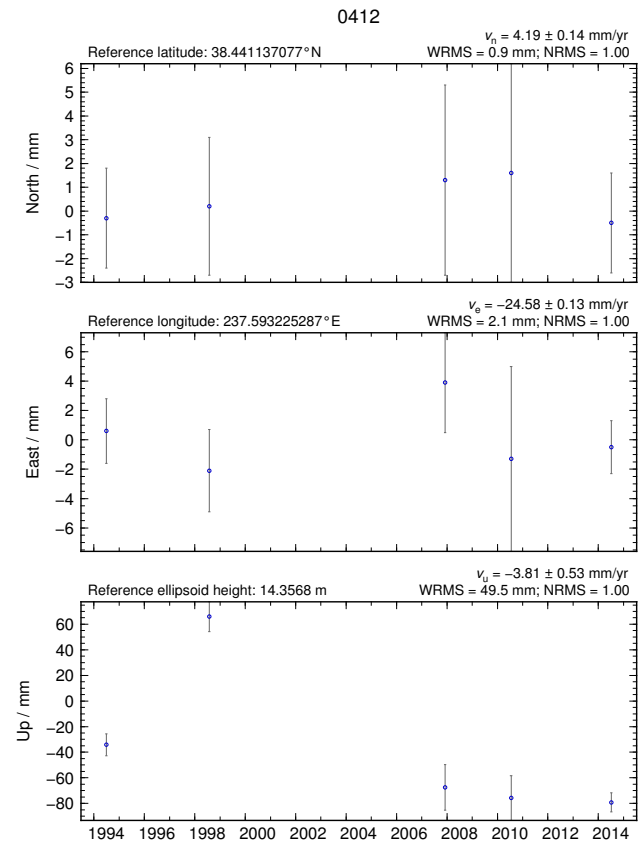 0412
vn = 4.19 ± 0.14 mm/yr
Reference latitude: 38.441137077°N
WRMS = 0.9 mm; NRMS = 1.00
6
5
4
3
2
1
0
−1
−2
−3
North / mm
ve = −24.58 ± 0.13 mm/yr
Reference longitude: 237.593225287°E
WRMS = 2.1 mm; NRMS = 1.00
6
4
2
0
−2
−4
−6
East / mm
vu = −3.81 ± 0.53 mm/yr
Reference ellipsoid height: 14.3568 m
WRMS = 49.5 mm; NRMS = 1.00
60
40
20
0
−20
−40
−60
−80
Up / mm
1994 1996 1998 2000 2002 2004 2006 2008 2010 2012 2014